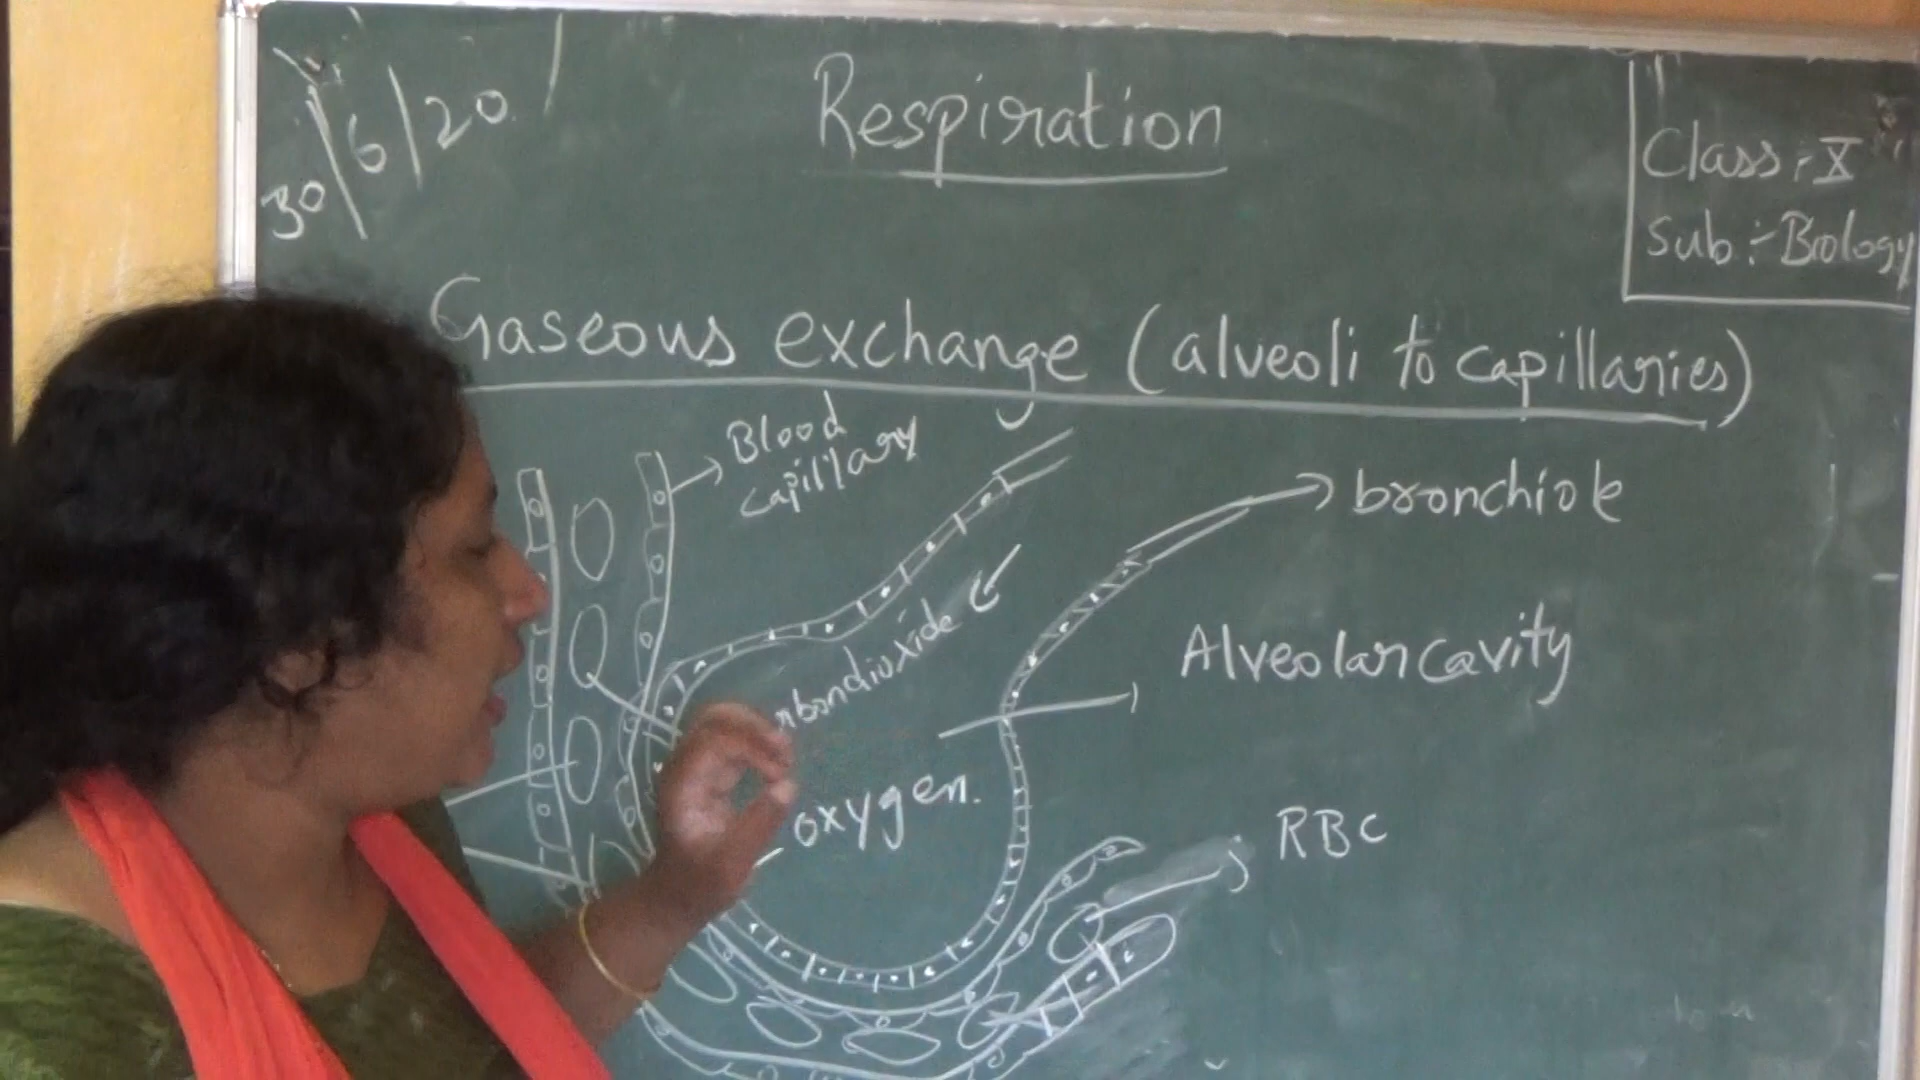 30/6/20
Respiration
Class :- X
Sub :- Biology
Gaseous exchange (alveoli to capillaries)
Blood
capillary
bronchiole
Alveolar cavity
oxygen.
RBC